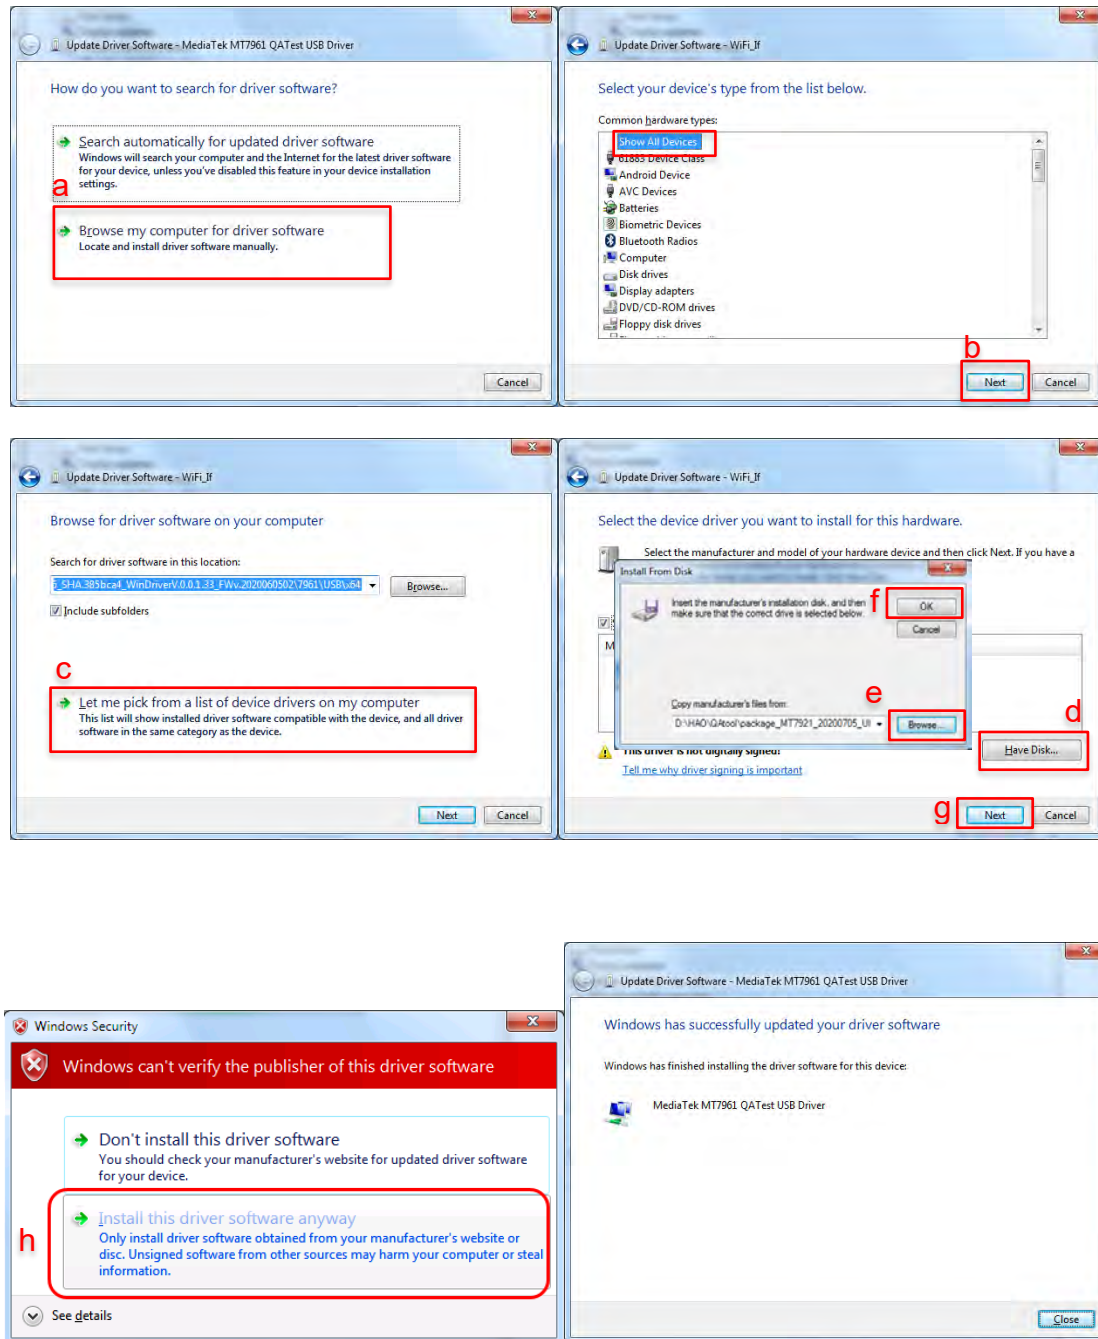 Update Driver Software - MediaTek MT7961 QATest USB Driver
How do you want to search for driver software?
Search automatically for updated driver software
Windows will search your computer and the Internet for the latest driver software
for your device, unless you've disabled this feature in your device installation
settings.
a
Browse my computer for driver software
Locate and install driver software manually.
Cancel
Update Driver Software - WiFi_If
Select your device's type from the list below.
Common hardware types:
Show All Devices
61883 Device Class
Android Device
AVC Devices
Batteries
Biometric Devices
Bluetooth Radios
Computer
Disk drives
Display adapters
DVD/CD-ROM drives
Floppy disk drives
b
Next
Cancel
Update Driver Software - WiFi_If
Browse for driver software on your computer
Search for driver software in this location:
_SHA.385bca4_WinDriverV.0.0.1.33_FWv.2020060502\7961\USB\x64
Browse...
Include subfolders
c
Let me pick from a list of device drivers on my computer
This list will show installed driver software compatible with the device, and all driver
software in the same category as the device.
Next
Cancel
Update Driver Software - WiFi_If
Select the device driver you want to install for this hardware.
Select the manufacturer and model of your hardware device and then click Next. If you have a
Install From Disk
Insert the manufacturer's installation disk, and then
make sure that the correct drive is selected below.
f
OK
Cancel
M
e
Copy manufacturer's files from:
D:\HAO\QAtool\package_MT7921_20200705_UI
Browse...
d
This driver is not digitally signed!
Have Disk...
Tell me why driver signing is important
g
Next
Cancel
Windows Security
Windows can't verify the publisher of this driver software
Don't install this driver software
You should check your manufacturer's website for updated driver software
for your device.
h
Install this driver software anyway
Only install driver software obtained from your manufacturer's website or
disc. Unsigned software from other sources may harm your computer or steal
information.
See details
Update Driver Software - MediaTek MT7961 QATest USB Driver
Windows has successfully updated your driver software
Windows has finished installing the driver software for this device:
MediaTek MT7961 QATest USB Driver
Close